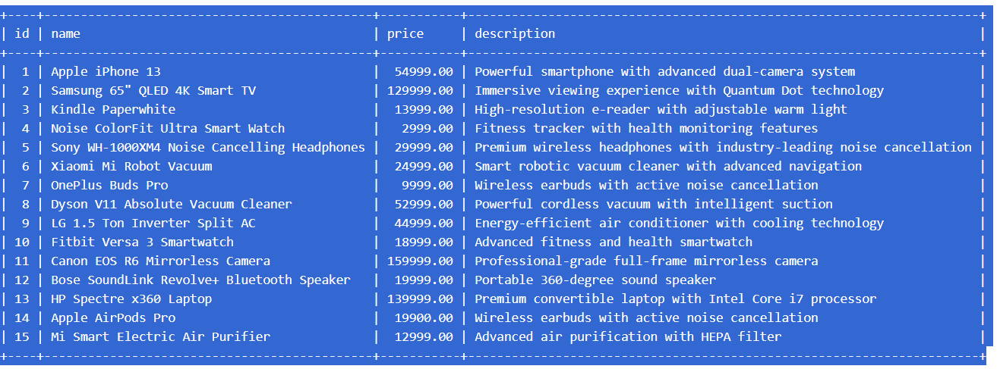 +----+---------------------------------------------+-----------+----------------------------------------------------------------------+
| id | name                                        | price     | description                                                          |
+----+---------------------------------------------+-----------+----------------------------------------------------------------------+
|  1 | Apple iPhone 13                             |  54999.00 | Powerful smartphone with advanced dual-camera system                 |
|  2 | Samsung 65" QLED 4K Smart TV                | 129999.00 | Immersive viewing experience with Quantum Dot technology             |
|  3 | Kindle Paperwhite                           |  13999.00 | High-resolution e-reader with adjustable warm light                  |
|  4 | Noise ColorFit Ultra Smart Watch            |   2999.00 | Fitness tracker with health monitoring features                      |
|  5 | Sony WH-1000XM4 Noise Cancelling Headphones |  29999.00 | Premium wireless headphones with industry-leading noise cancellation |
|  6 | Xiaomi Mi Robot Vacuum                      |  24999.00 | Smart robotic vacuum cleaner with advanced navigation                |
|  7 | OnePlus Buds Pro                            |   9999.00 | Wireless earbuds with active noise cancellation                      |
|  8 | Dyson V11 Absolute Vacuum Cleaner           |  52999.00 | Powerful cordless vacuum with intelligent suction                    |
|  9 | LG 1.5 Ton Inverter Split AC                |  44999.00 | Energy-efficient air conditioner with cooling technology             |
| 10 | Fitbit Versa 3 Smartwatch                   |  18999.00 | Advanced fitness and health smartwatch                               |
| 11 | Canon EOS R6 Mirrorless Camera              | 159999.00 | Professional-grade full-frame mirrorless camera                      |
| 12 | Bose SoundLink Revolve+ Bluetooth Speaker   |  19999.00 | Portable 360-degree sound speaker                                    |
| 13 | HP Spectre x360 Laptop                      | 139999.00 | Premium convertible laptop with Intel Core i7 processor              |
| 14 | Apple AirPods Pro                           |  19900.00 | Wireless earbuds with active noise cancellation                      |
| 15 | Mi Smart Electric Air Purifier              |  12999.00 | Advanced air purification with HEPA filter                           |
+----+---------------------------------------------+-----------+----------------------------------------------------------------------+